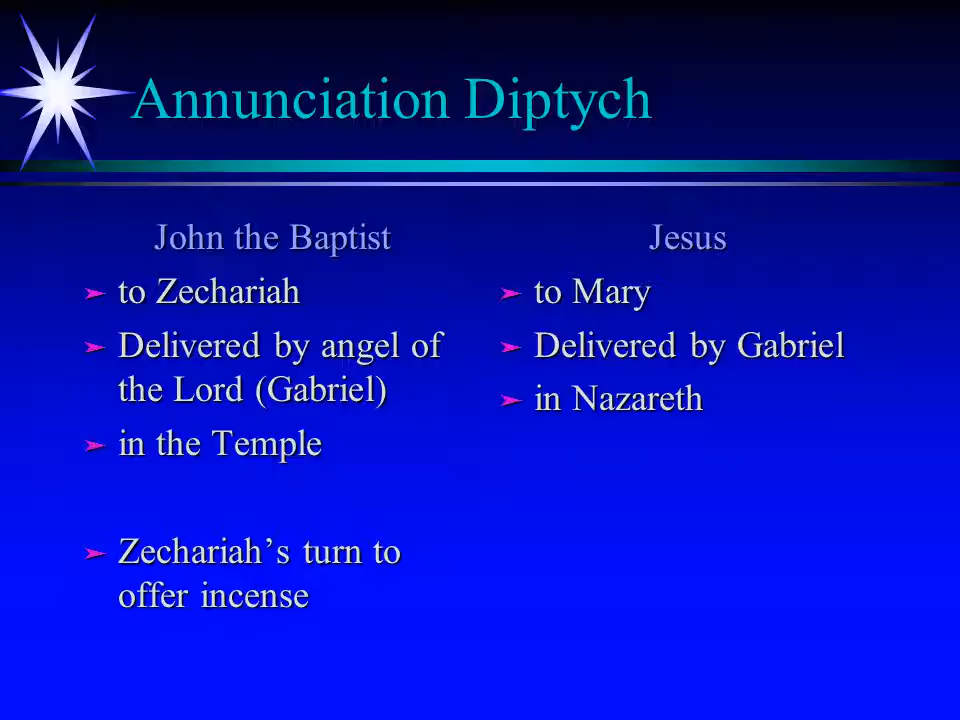 Annunciation Diptych
John the Baptist
to Zechariah
Delivered by angel of
the Lord (Gabriel)
in the Temple
Zechariah’s turn to
offer incense
Jesus
to Mary
Delivered by Gabriel
in Nazareth